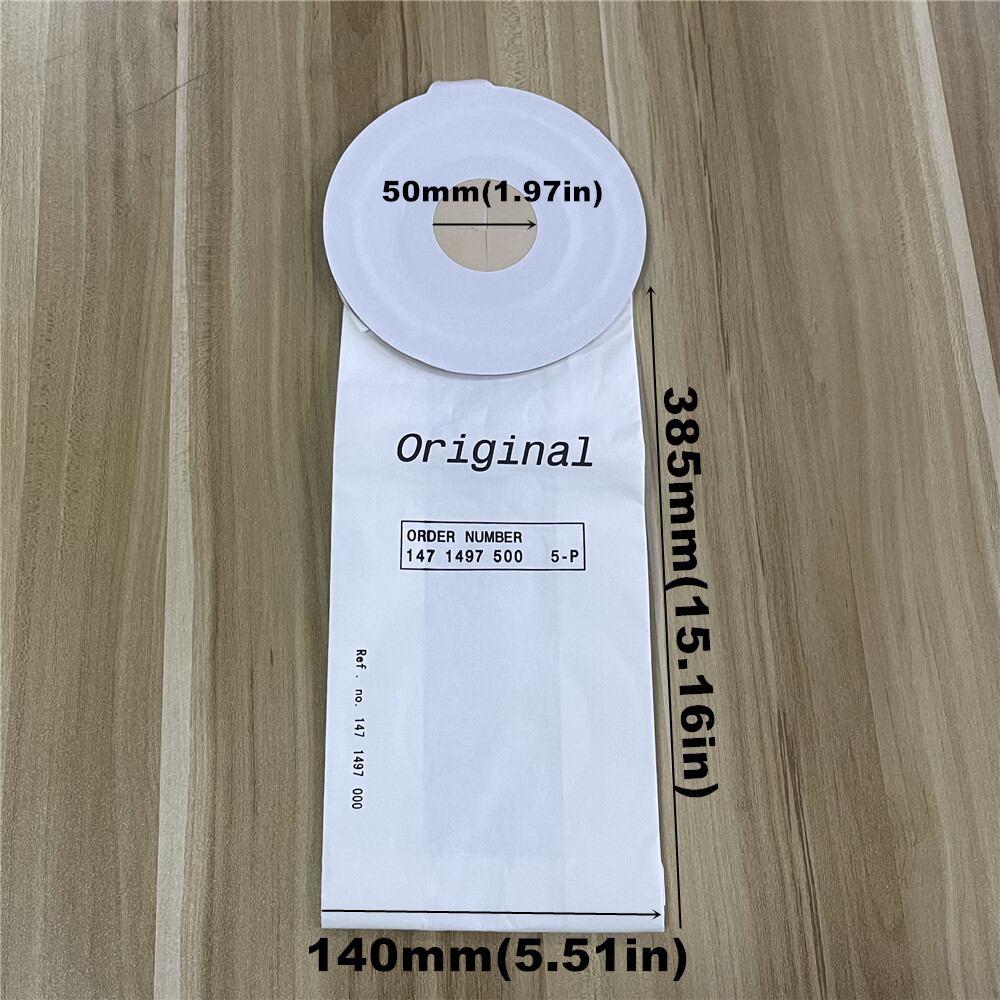 50mm(1.97in)
385mm(15.16in)
Original
ORDER NUMBER
147 1497 500 5-P
Ref. no. 147 1497 000
140mm(5.51in)